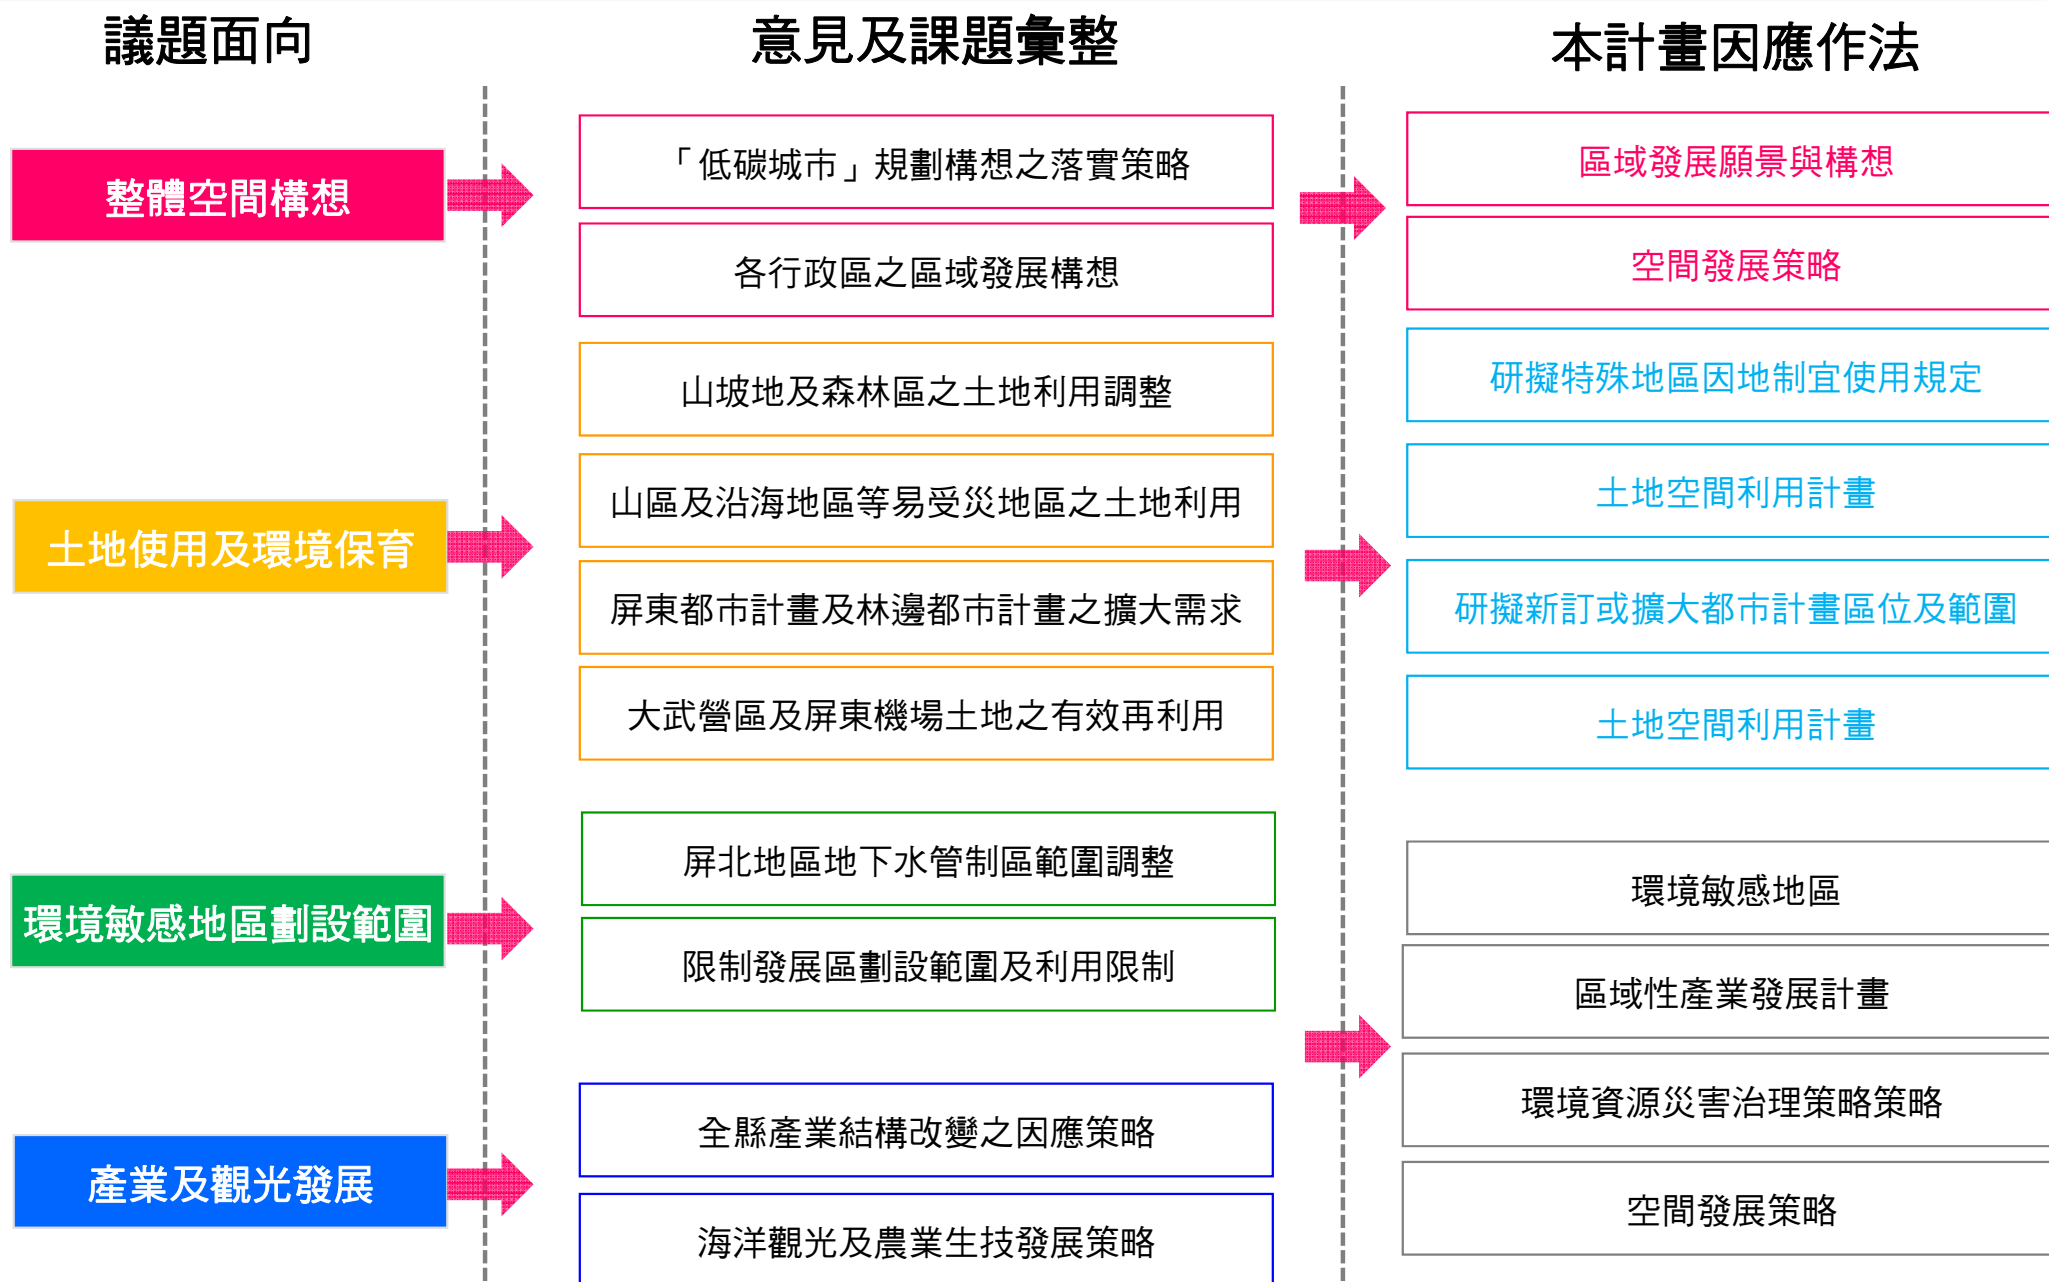 議題面向
意見及課題彙整
本計畫因應作法
整體空間構想
「低碳城市」規劃構想之落實策略
各行政區之區域發展構想
區域發展願景與構想
空間發展策略
土地使用及環境保育
山坡地及森林區之土地利用調整
山區及沿海地區等易受災地區之土地利用
屏東都市計畫及林邊都市計畫之擴大需求
大武營區及屏東機場土地之有效再利用
研擬特殊地區因地制宜使用規定
土地空間利用計畫
研擬新訂或擴大都市計畫區位及範圍
土地空間利用計畫
環境敏感地區劃設範圍
屏北地區地下水管制區範圍調整
限制發展區劃設範圍及利用限制
產業及觀光發展
全縣產業結構改變之因應策略
海洋觀光及農業生技發展策略
環境敏感地區
區域性產業發展計畫
環境資源災害治理策略策略
空間發展策略